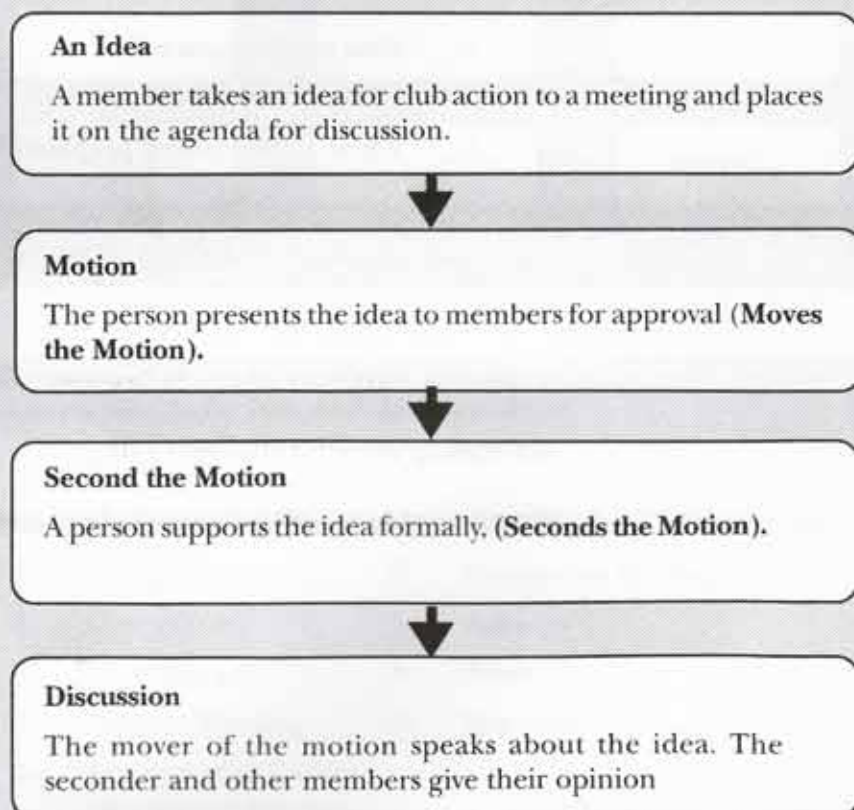 An Idea
A member takes an idea for club action to a meeting and places
it on the agenda for discussion.
Motion
The person presents the idea to members for approval (Moves
the Motion).
Second the Motion
A person supports the idea formally. (Seconds the Motion).
Discussion
The mover of the motion speaks about the idea. The
seconder and other members give their opinion